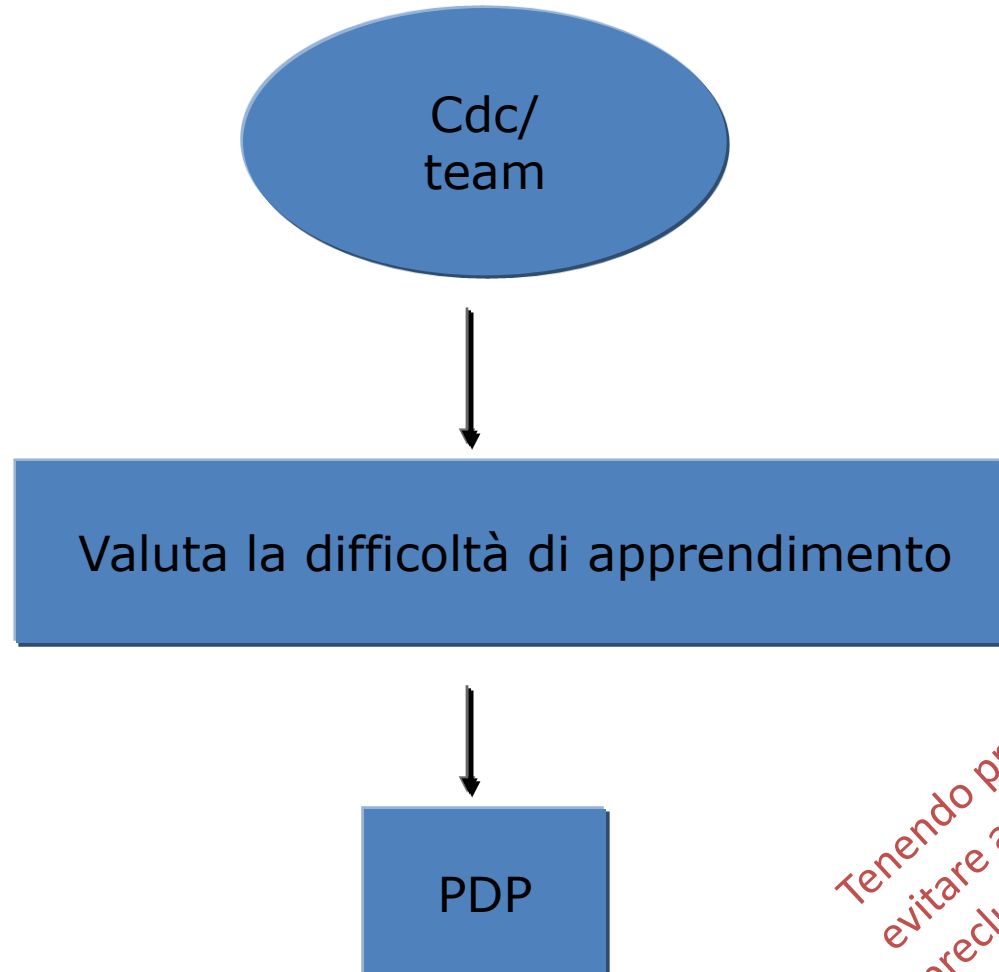 Cdc/
team
Valuta la difficoltà di apprendimento
PDP
Tenendo
evitare